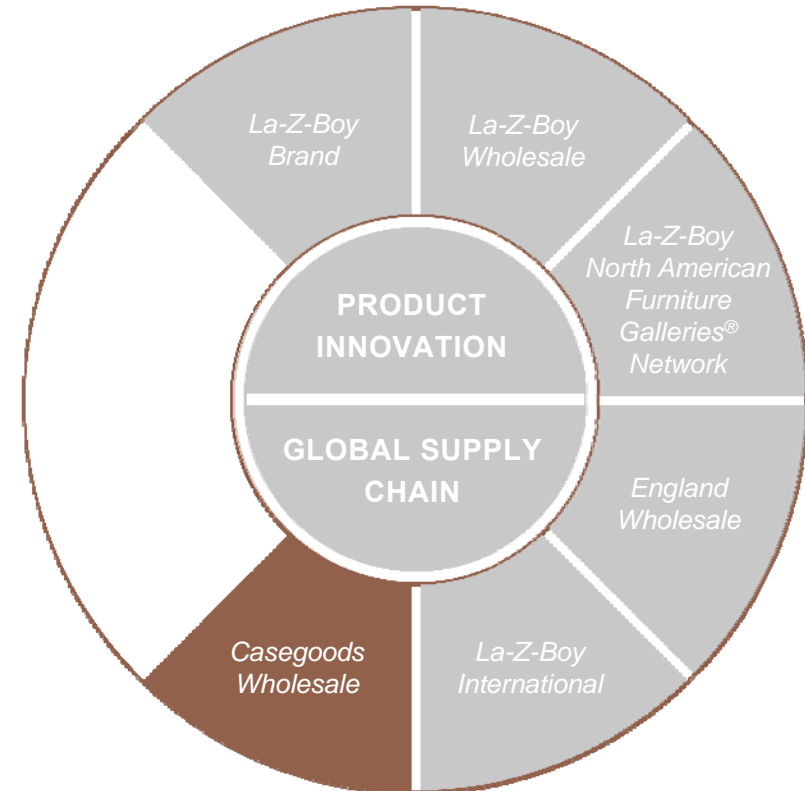 La-Z-Boy
Brand
La-Z-Boy
Wholesale
La-Z-Boy
North American
Furniture
Galleries®
Network
PRODUCT
INNOVATION
GLOBAL SUPPLY
CHAIN
England
Wholesale
Casegoods
Wholesale
La-Z-Boy
International